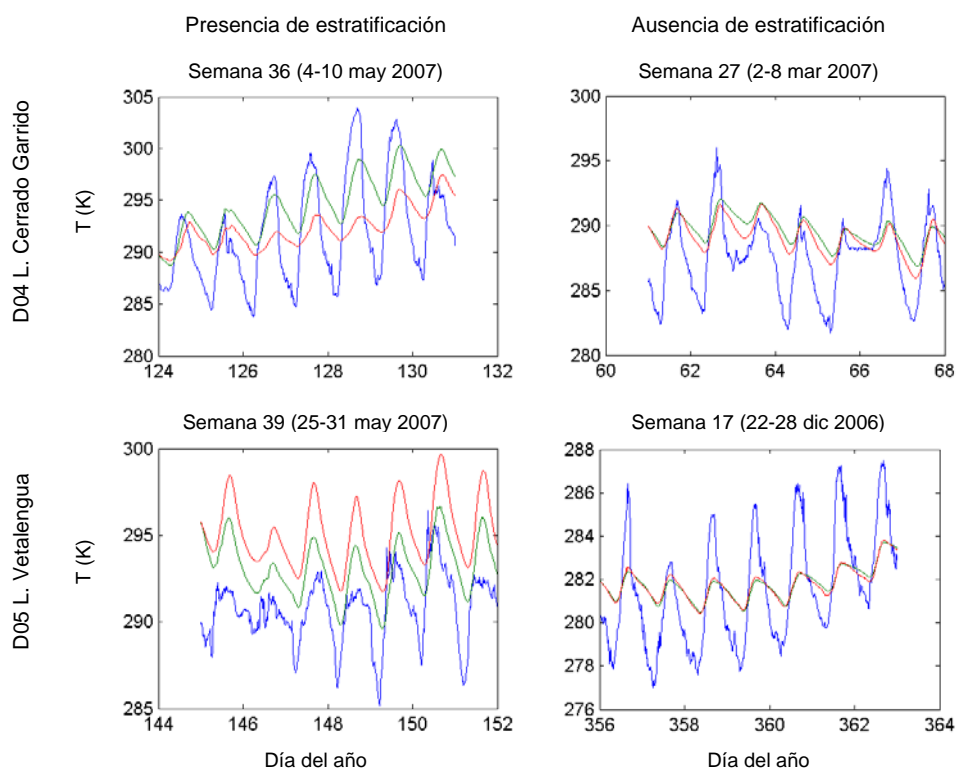 Presencia de estratificación
Ausencia de estratificación
Semana 36 (4-10 may 2007)
Semana 27 (2-8 mar 2007)
D04 L. Cerrado Garrido
T (K)
305
300
295
290
285
280
124 126 128 130 132
300
295
290
285
280
60 62 64 66 68
Semana 39 (25-31 may 2007)
Semana 17 (22-28 dic 2006)
D05 L. Vetalengua
T (K)
300
295
290
285
144 146 148 150 152
288
286
284
282
280
278
276
356 358 360 362 364
Día del año
Día del año